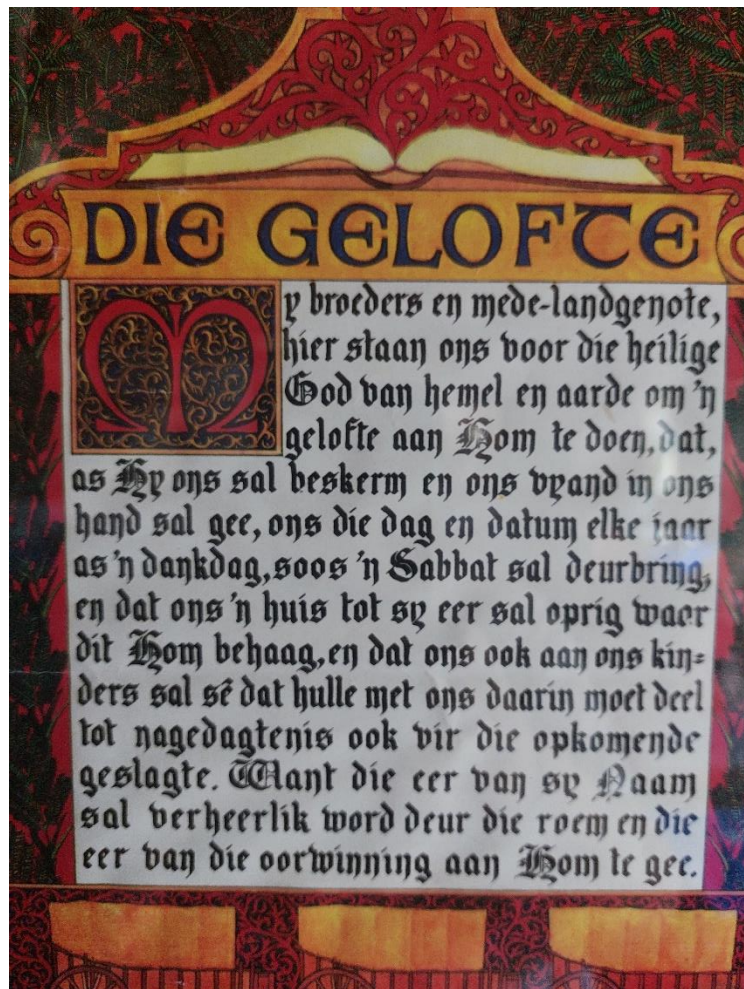 DIE GELOFTE
My broeders en mede-landgenote,
hier staan ons voor die heilige
God van hemel en aarde om 'n
gelofte aan Hom te doen, dat,
as Hy ons sal beskerm en ons vyand in ons
hand sal gee, ons die dag en datum elke jaar
as 'n dankdag, soos 'n Sabbat sal deurbring,
en dat ons 'n huis tot sy eer sal oprig waar
dit Hom behaag, en dat ons ook aan ons kin=
ders sal sê dat hulle met ons daarin moet deel
tot nagedagtenis ook vir die opkomende
geslagte. Want die eer van sy Naam
sal verheerlik word deur die roem en die
eer van die oorwinning aan Hom te gee.